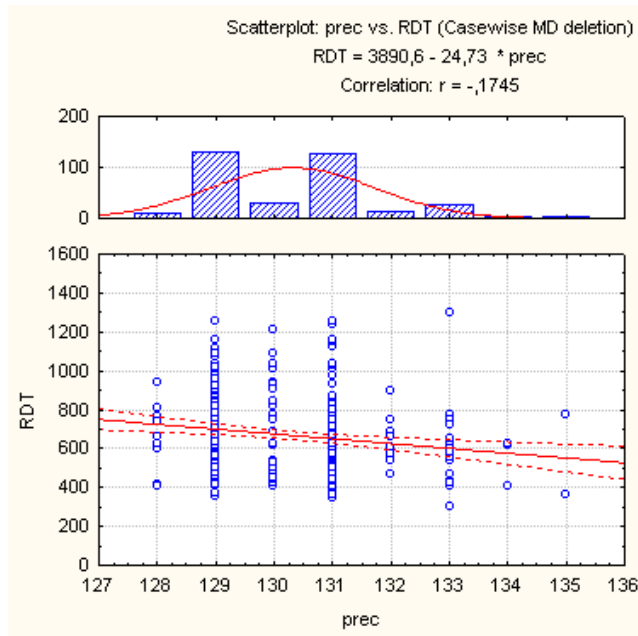 Scatterplot: prec vs. RDT (Casewise MD deletion)
RDT = 3890,6 - 24,73 * prec
Correlation: r = -,1745
200
100
0
1600
1400
1200
1000
800
600
400
200
0
RDT
127 128 129 130 131 132 133 134 135 136
prec